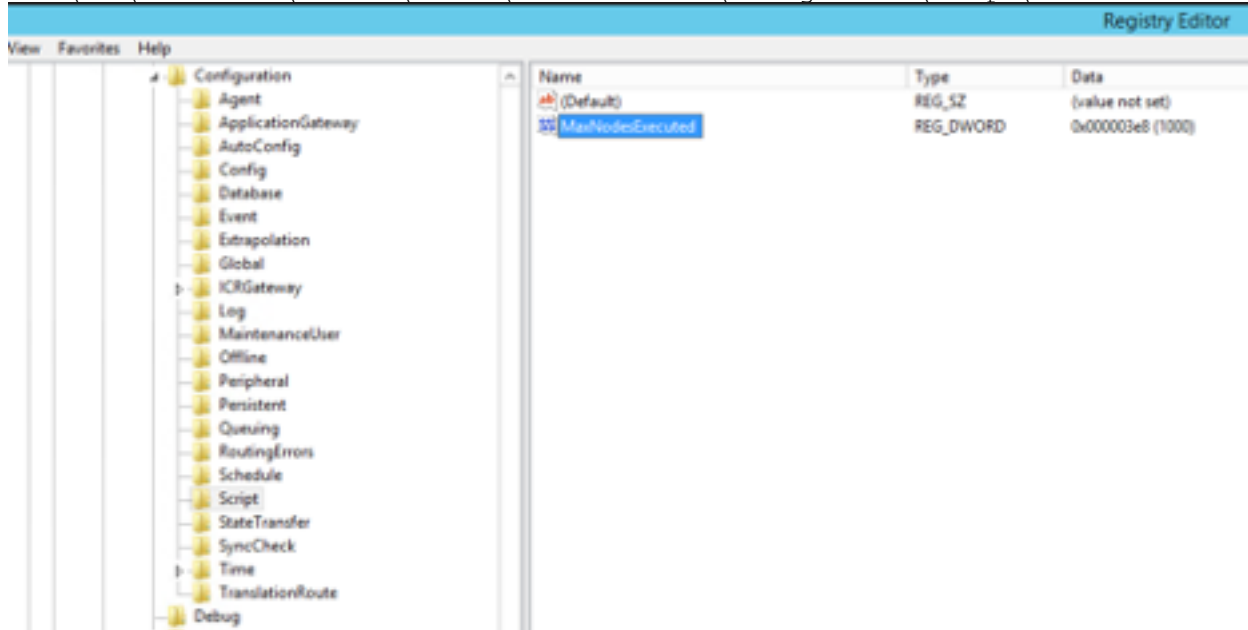 Registry Editor
View Favorites Help
Configuration
Agent
ApplicationGateway
AutoConfig
Config
Database
Event
Extrapolation
Global
ICRGateway
Log
MaintenanceUser
Offline
Peripheral
Persistent
Queuing
RoutingErrors
Schedule
Script
StateTransfer
SyncCheck
Time
TranslationRoute
Debug
Name Type Data
(Default) REG_SZ (value not set)
MaxNodesExecuted REG_DWORD 0x000003e8 (1000)